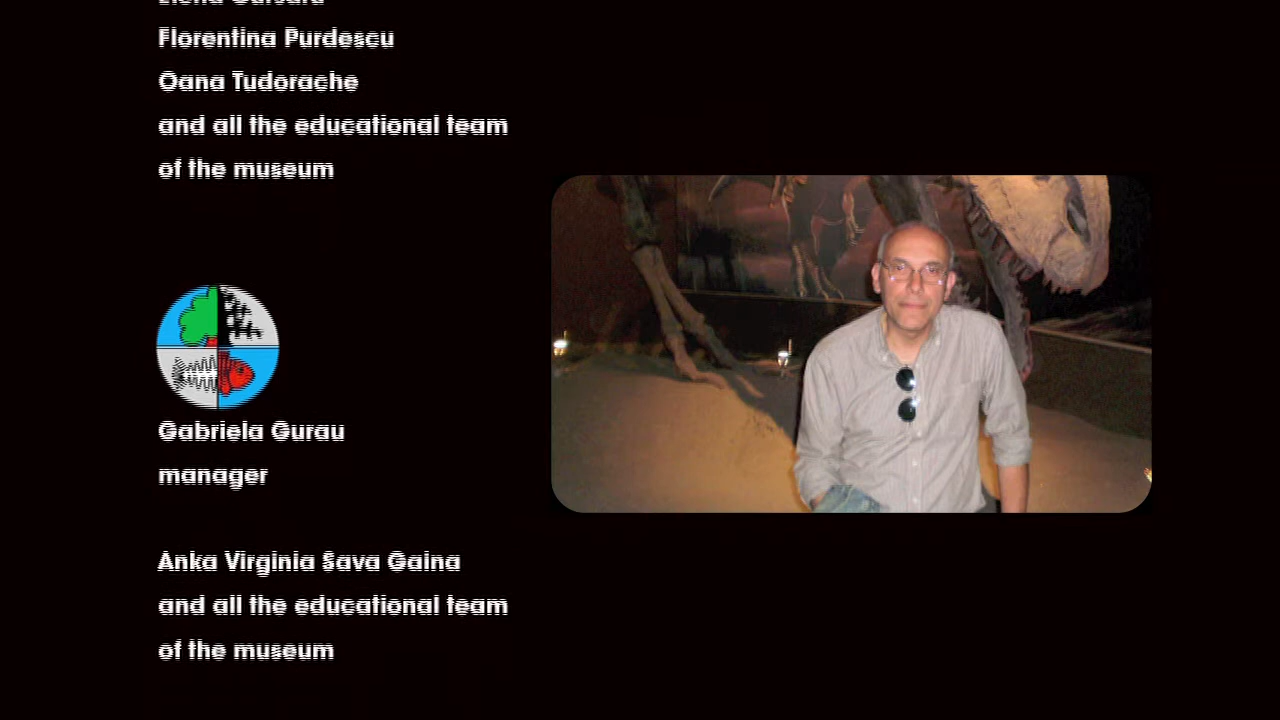 Florentina Purdescu
Oana Tudorache
and all the educational team
of the museum
Gabriela Gurau
manager
Anka Virginia Sava Gaina
and all the educational team
of the museum